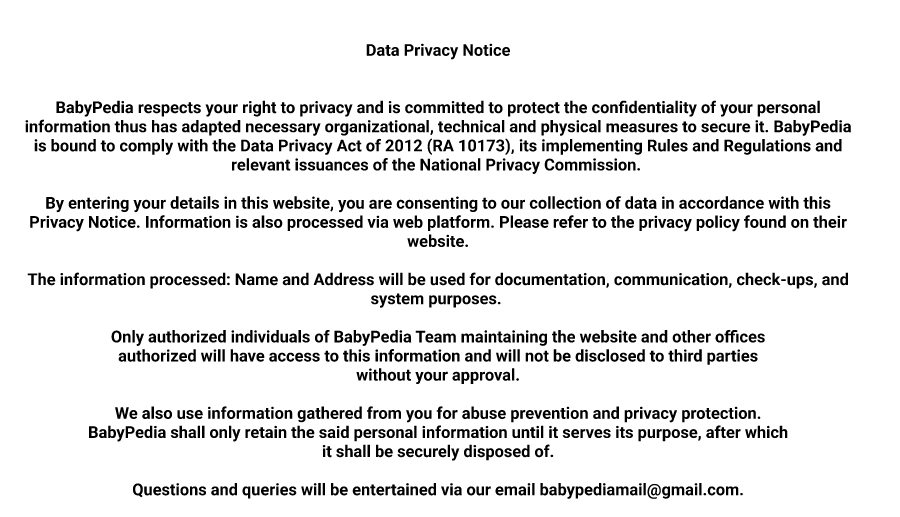 Data Privacy Notice
BabyPedia respects your right to privacy and is committed to protect the confidentiality of your personal
information thus has adapted necessary organizational, technical and physical measures to secure it. BabyPedia
is bound to comply with the Data Privacy Act of 2012 (RA 10173), its implementing Rules and Regulations and
relevant issuances of the National Privacy Commission.
By entering your details in this website, you are consenting to our collection of data in accordance with this
Privacy Notice. Information is also processed via web platform. Please refer to the privacy policy found on their
website.
The information processed: Name and Address will be used for documentation, communication, check-ups, and
system purposes.
Only authorized individuals of BabyPedia Team maintaining the website and other offices
authorized will have access to this information and will not be disclosed to third parties
without your approval.
We also use information gathered from you for abuse prevention and privacy protection.
BabyPedia shall only retain the said personal information until it serves its purpose, after which
it shall be securely disposed of.
Questions and queries will be entertained via our email babypediamail@gmail.com.